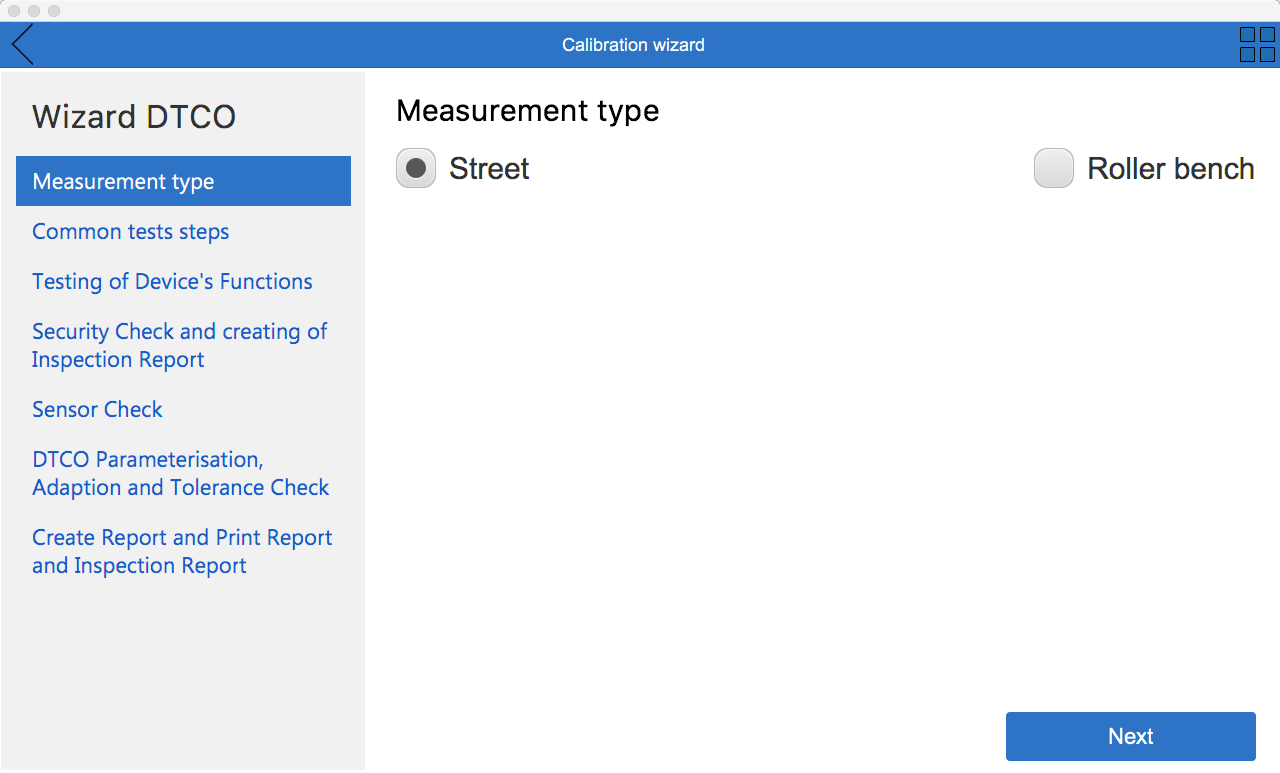 Calibration wizard
Wizard DTCO
Measurement type
Common tests steps
Testing of Device's Functions
Security Check and creating of
Inspection Report
Sensor Check
DTCO Parameterisation,
Adaption and Tolerance Check
Create Report and Print Report
and Inspection Report
Measurement type
Street
Roller bench
Next